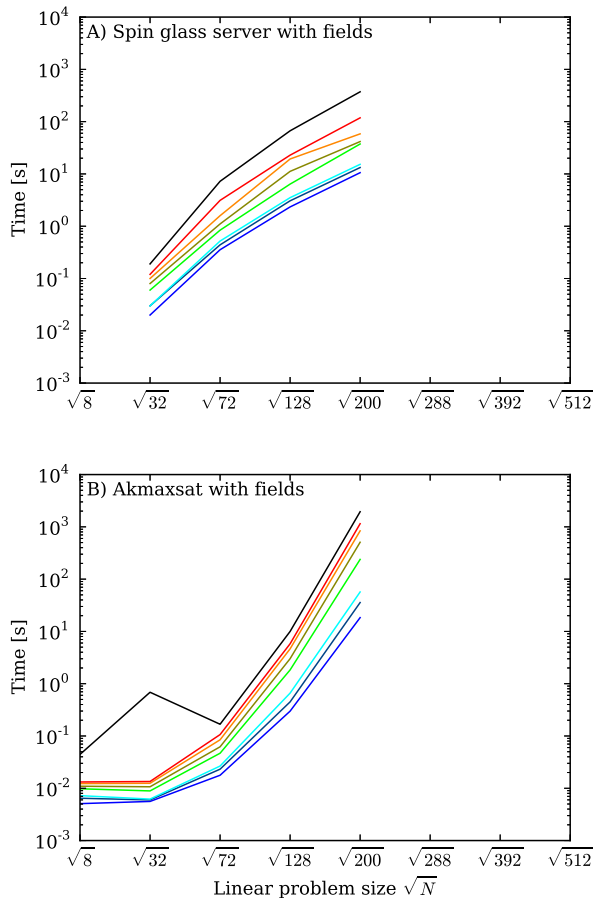 A) Spin glass server with fields
Time [s]
10^4
10^3
10^2
10^1
10^0
10^-1
10^-2
10^-3
√8 √32 √72 √128 √200 √288 √392 √512
B) Akmaxsat with fields
Time [s]
10^4
10^3
10^2
10^1
10^0
10^-1
10^-2
10^-3
√8 √32 √72 √128 √200 √288 √392 √512
Linear problem size √N